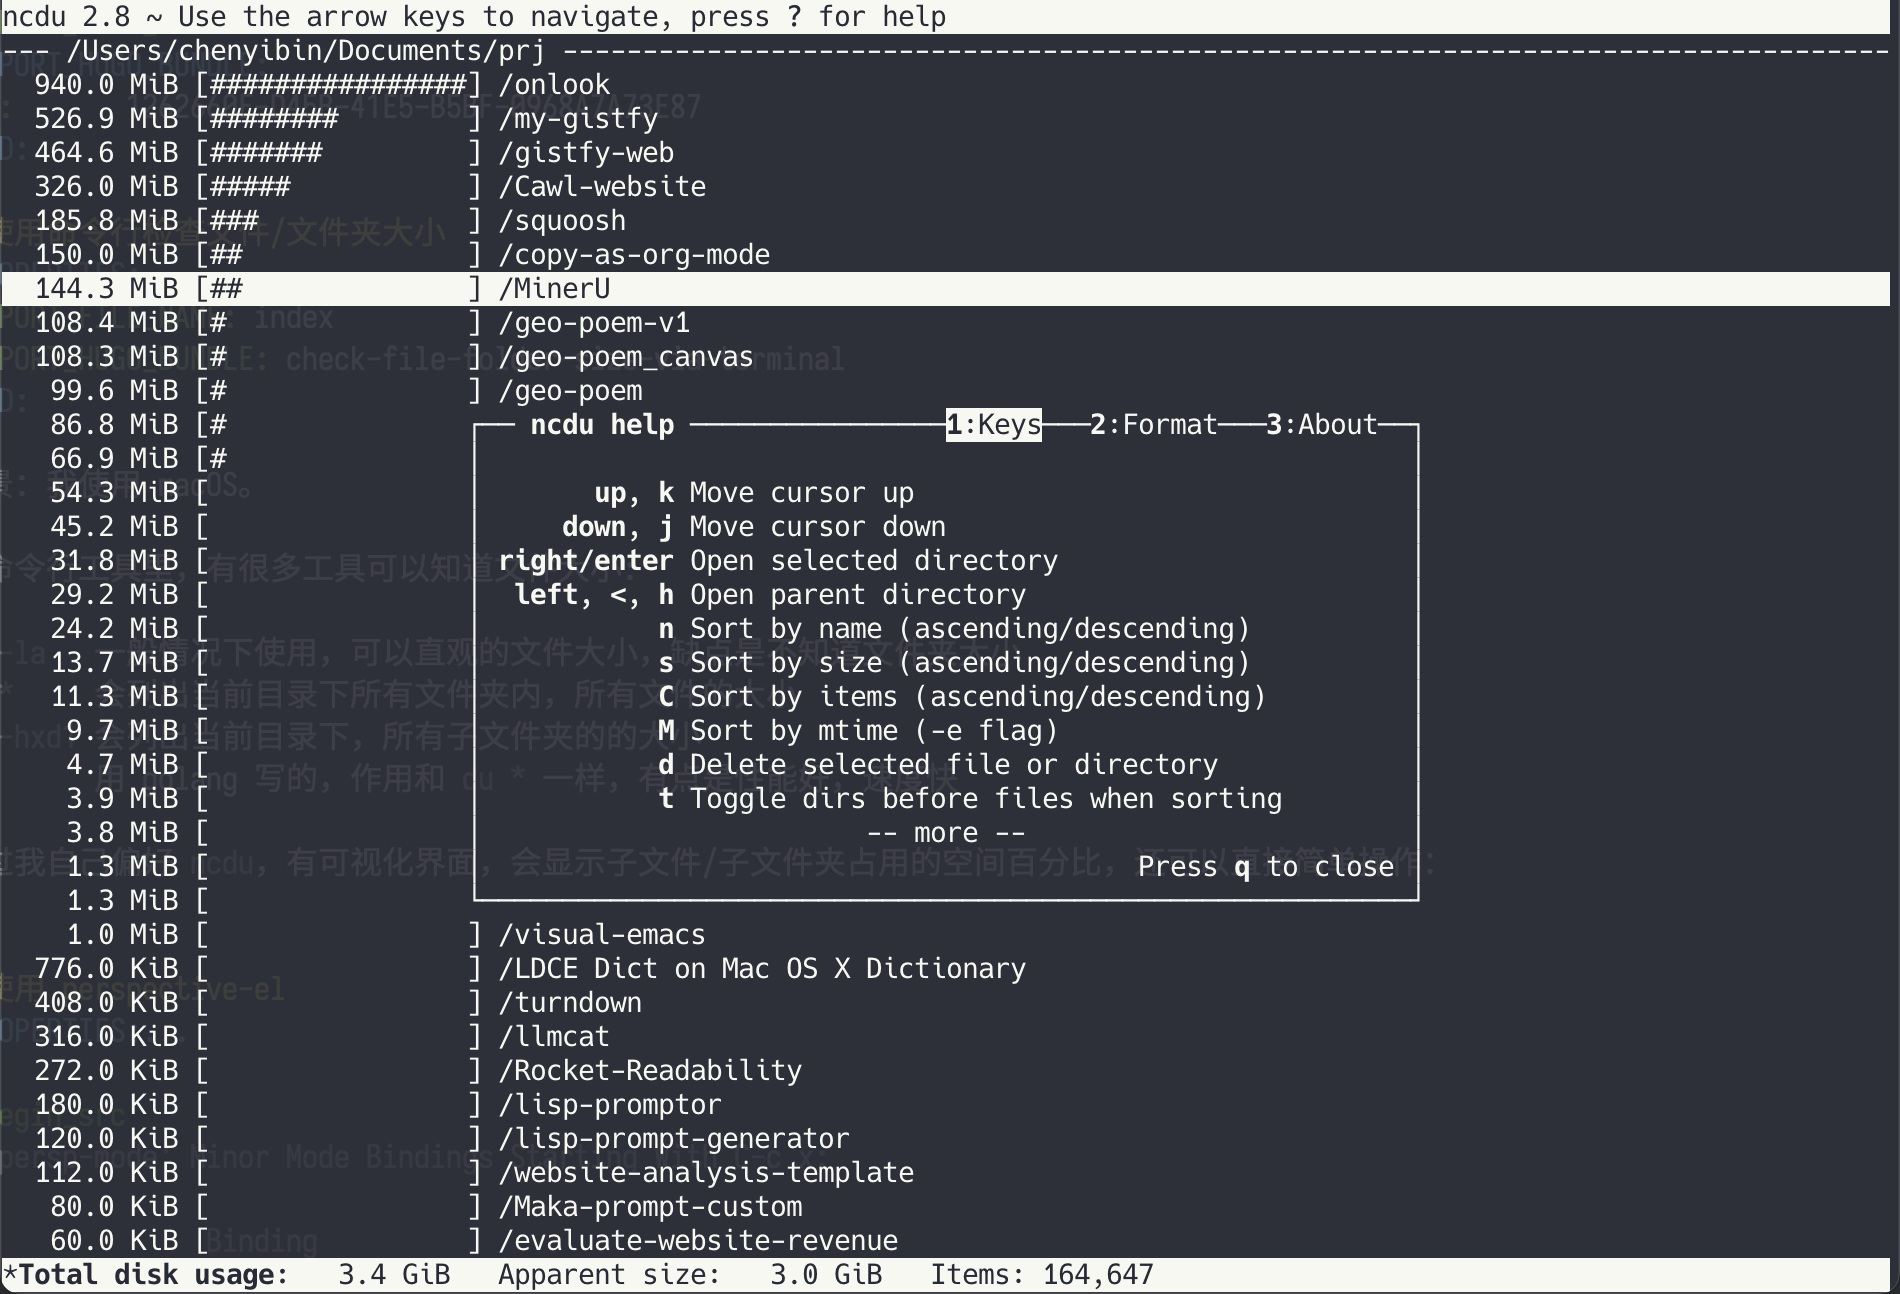 ncdu 2.8 ~ Use the arrow keys to navigate, press ? for help
--- /Users/chenyibin/Documents/prj ---
940.0 MiB [################] /onlook
526.9 MiB [########        ] /my-gistfy
464.6 MiB [#######         ] /gistfy-web
326.0 MiB [#####           ] /Cawl-website
185.8 MiB [###             ] /squoosh
150.0 MiB [##              ] /copy-as-org-mode
144.3 MiB [##              ] /MinerU
108.4 MiB [#               ] /geo-poem-v1
108.3 MiB [#               ] /geo-poem_canvas
99.6 MiB [#               ] /geo-poem
86.8 MiB [#
66.9 MiB [#
54.3 MiB [
45.2 MiB [
31.8 MiB [
29.2 MiB [
24.2 MiB [
13.7 MiB [
11.3 MiB [
9.7 MiB [
4.7 MiB [
3.9 MiB [
3.8 MiB [
1.3 MiB [
1.3 MiB [
ncdu help 1:Keys 2:Format 3:About
up, k Move cursor up
down, j Move cursor down
right/enter Open selected directory
left, <, h Open parent directory
n Sort by name (ascending/descending)
s Sort by size (ascending/descending)
C Sort by items (ascending/descending)
M Sort by mtime (-e flag)
d Delete selected file or directory
t Toggle dirs before files when sorting
-- more --
Press q to close
1.0 MiB [                ] /visual-emacs
776.0 KiB [                ] /LDCE Dict on Mac OS X Dictionary
408.0 KiB [                ] /turndown
316.0 KiB [                ] /llmcat
272.0 KiB [                ] /Rocket-Readability
180.0 KiB [                ] /lisp-promptor
120.0 KiB [                ] /lisp-prompt-generator
112.0 KiB [                ] /website-analysis-template
80.0 KiB [                ] /Maka-prompt-custom
60.0 KiB [                ] /evaluate-website-revenue
*Total disk usage: 3.4 GiB Apparent size: 3.0 GiB Items: 164,647